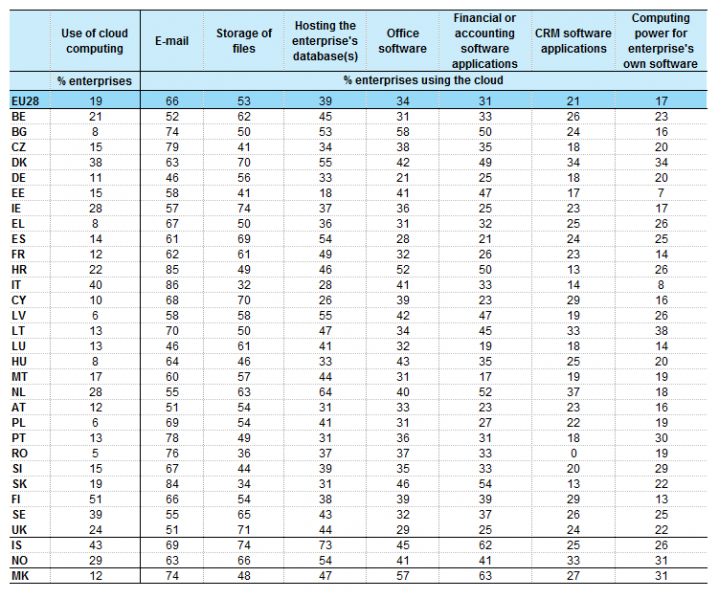 Use of cloud computing E-mail Storage of files Hosting the enterprise's database(s) Office software Financial or accounting software applications CRM software applications Computing power for enterprise's own software
% enterprises % enterprises using the cloud
EU28 19 66 53 39 34 31 21 17
BE 21 52 62 45 31 33 26 23
BG 8 74 50 53 58 50 24 16
CZ 15 79 41 34 38 35 18 20
DK 38 63 70 55 42 49 34 34
DE 11 46 56 33 21 25 18 20
EE 15 58 41 18 41 47 17 7
IE 28 57 74 37 36 25 23 17
EL 8 67 50 36 31 32 25 26
ES 14 61 69 54 28 21 24 25
FR 12 62 61 49 32 26 23 14
HR 22 85 49 46 52 50 13 26
IT 40 86 32 28 41 33 14 8
CY 10 68 70 26 39 23 29 16
LV 6 58 58 55 42 47 19 26
LT 13 70 50 47 34 45 33 38
LU 13 46 61 41 32 19 18 14
HU 8 64 46 33 43 35 25 20
MT 17 60 57 44 31 17 19 19
NL 28 55 63 64 40 52 37 18
AT 12 51 54 31 33 23 23 16
PL 6 69 54 41 31 27 22 19
PT 13 78 49 31 36 31 18 30
RO 5 76 36 37 37 33 0 19
SI 15 67 44 39 35 33 20 29
SK 19 84 34 31 46 54 13 22
FI 51 66 54 38 39 39 29 13
SE 39 55 65 43 32 37 26 25
UK 24 51 71 44 29 25 24 22
IS 43 69 74 73 45 62 25 26
NO 29 63 66 54 41 41 33 31
MK 12 74 48 47 57 63 27 31